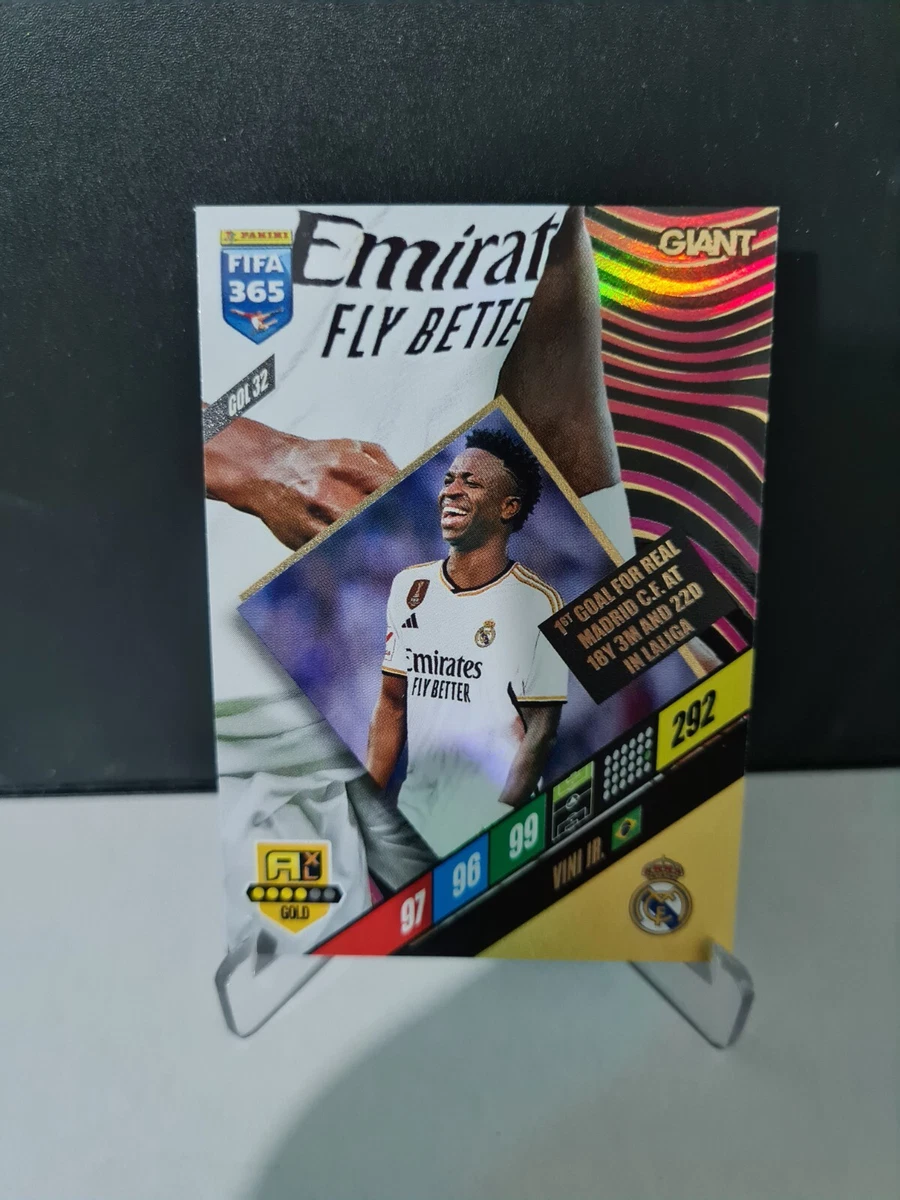 PANINI
FIFA
365
GIANT
Emirat
FLY BETTE
GOL 32
Emirates
FLY BETTER
1ST GOAL FOR REAL
MADRID C.F. AT
18Y 3M AND 22D
IN LALIGA
292
99
96
97
VINI JR.
AXL
GOLD